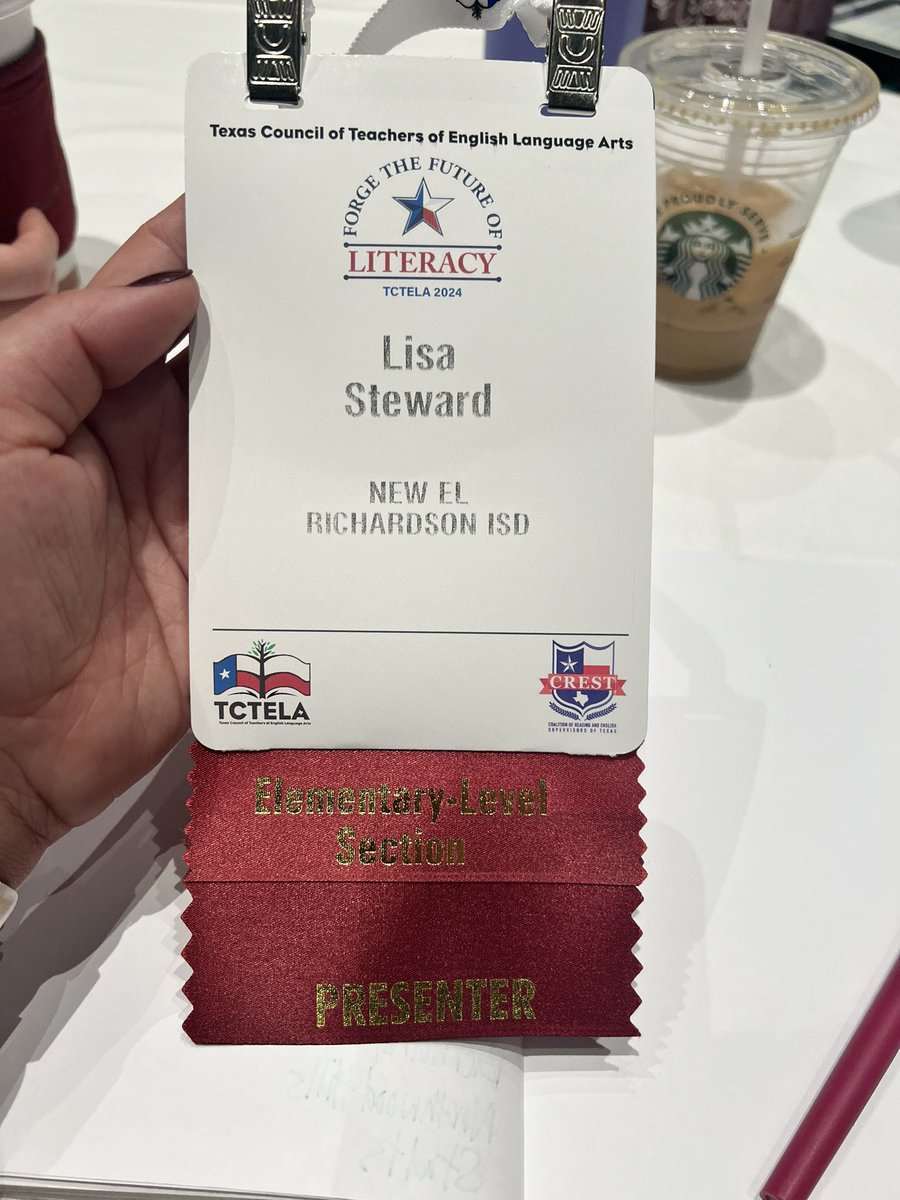 Texas Council of Teachers of English Language Arts
FORGE THE FUTURE OF
LITERACY
TCTELA 2024
Lisa
Steward
NEW EL
RICHARDSON ISD
TCTELA
Texas Council of Teachers of English Language Arts
CREST
COALITION OF READING AND ENGLISH
SUPERVISORS OF TEXAS
Elementary-Level
Section
PRESENTER
PROUDLY SERVE